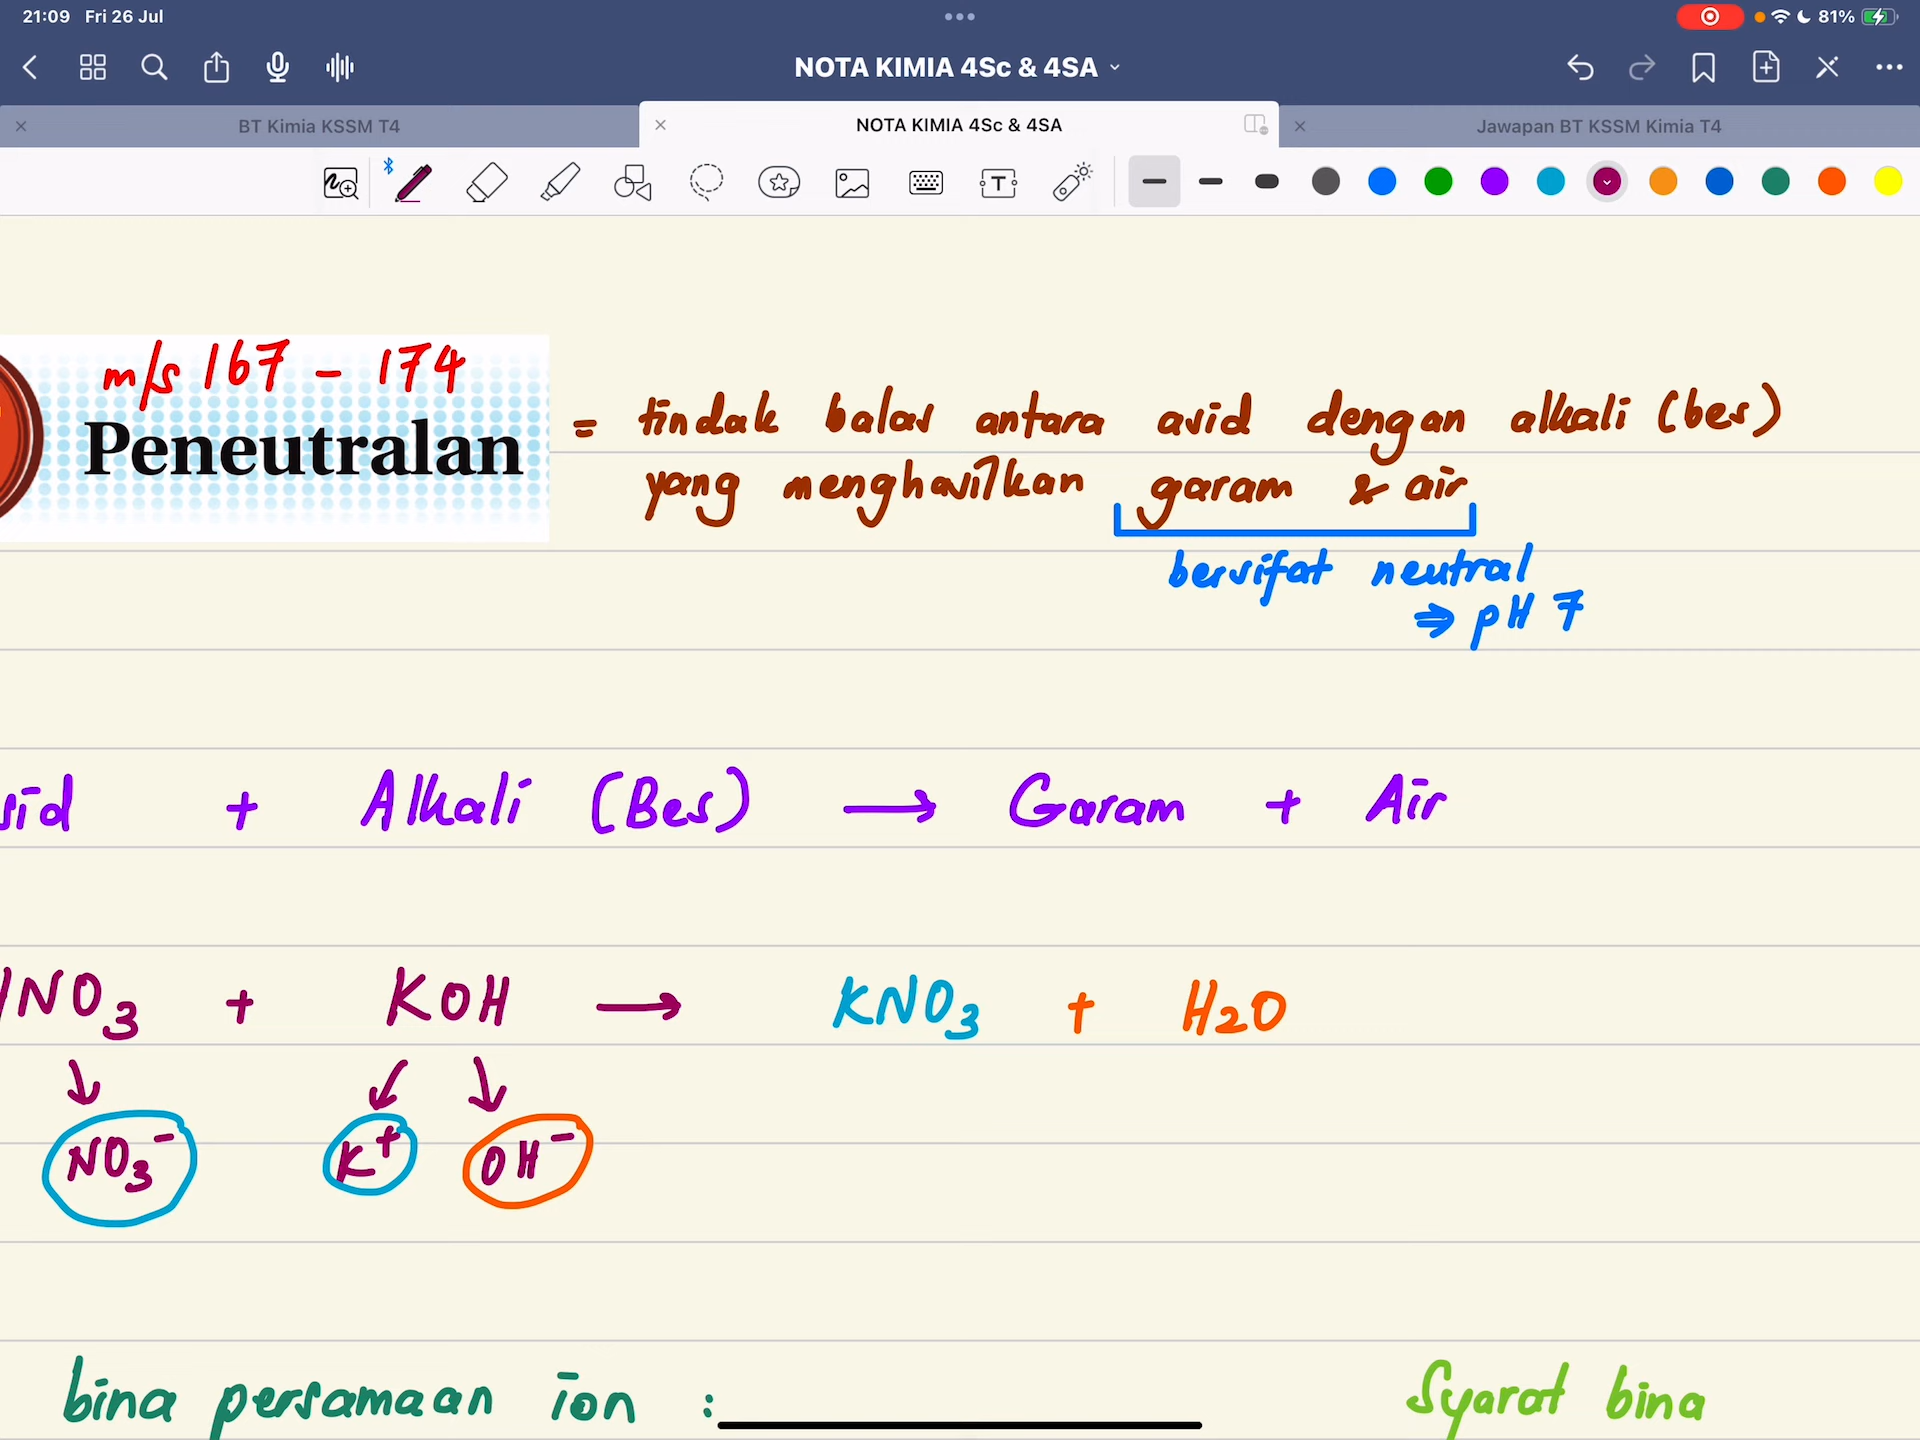 21:09 Fri 26 Jul
81%
NOTA KIMIA 4Sc & 4SA
BT Kimia KSSM T4
NOTA KIMIA 4Sc & 4SA
Jawapan BT KSSM Kimia T4
m/s 167 - 174
Peneutralan
= tindak balas antara asid dengan alkali (bes)
yang menghasilkan garam & air
bersifat neutral
⇒ pH 7
sid + Alkali (Bes) → Garam + Air
NO₃ + KOH → KNO₃ + H₂O
↓ ↙ ↘
NO₃⁻ K⁺ OH⁻
bina persamaan ion :
Syarat bina